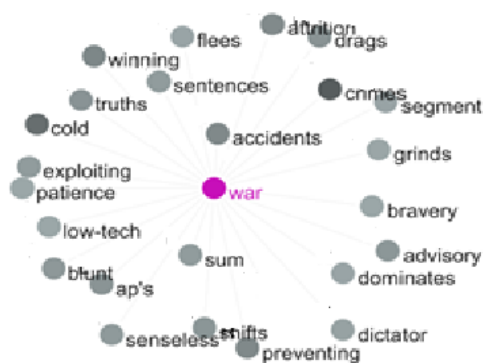 attrition
flees
drags
winning
sentences
cnmes
truths
segment
cold
accidents
grinds
exploiting
patience
war
bravery
low-tech
advisory
sum
blunt
dominates
ap's
shifts
senseless
dictator
preventing